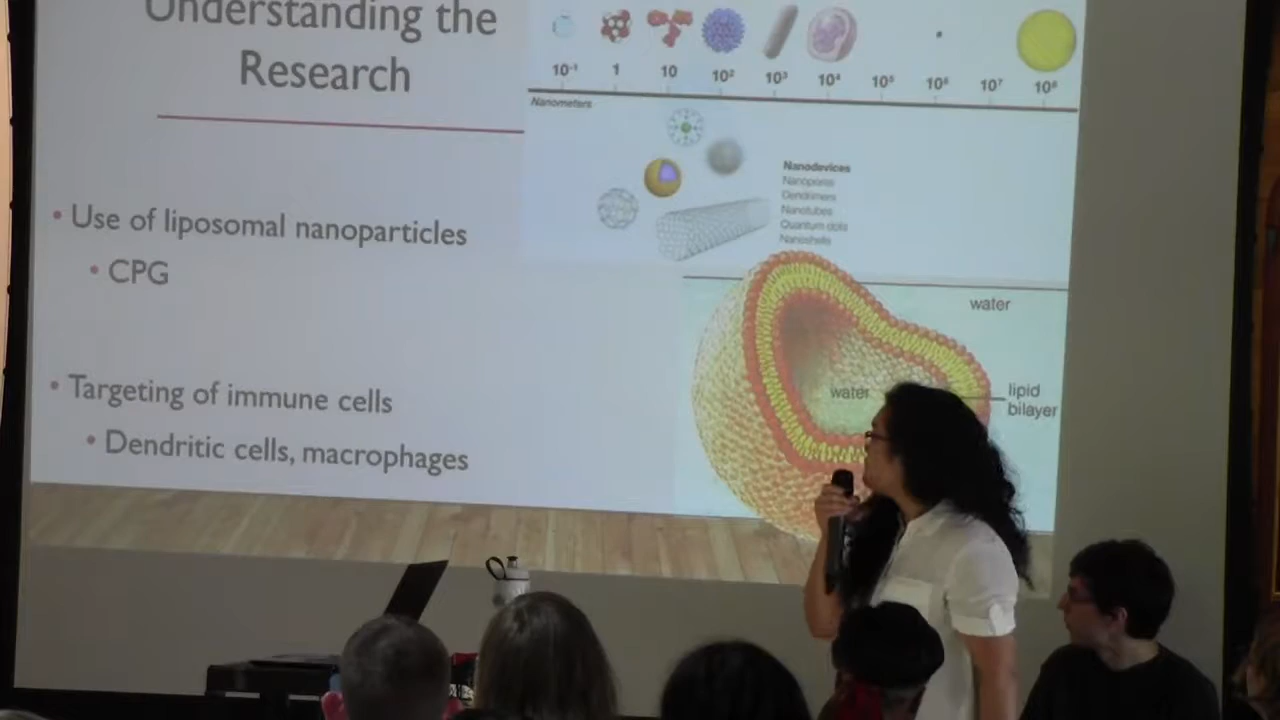 Understanding the
Research
• Use of liposomal nanoparticles
• CPG
• Targeting of immune cells
• Dendritic cells, macrophages
10⁻¹ 1 10 10² 10³ 10⁴ 10⁵ 10⁶ 10⁷ 10⁸
Nanometers
Nanodevices
Nanopores
Dendrimers
Nanotubes
Quantum dots
Nanoshells
water
water
lipid
bilayer